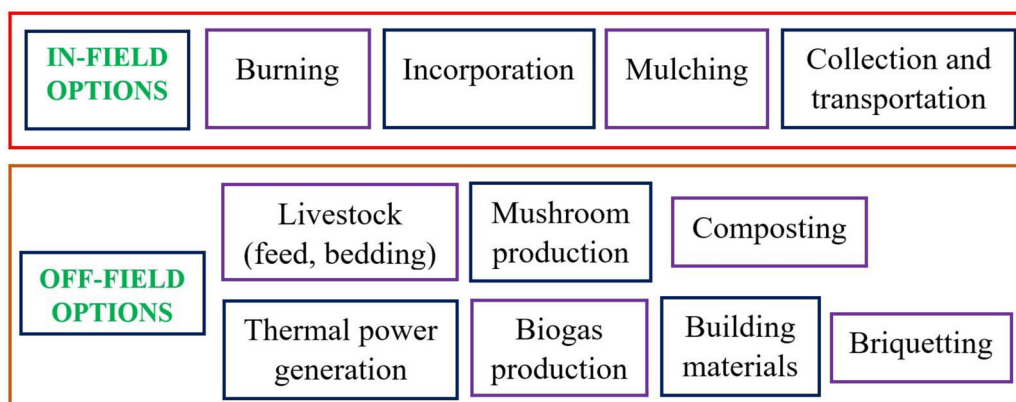 IN-FIELD
OPTIONS
Burning
Incorporation
Mulching
Collection and
transportation
OFF-FIELD
OPTIONS
Livestock
(feed, bedding)
Mushroom
production
Composting
Thermal power
generation
Biogas
production
Building
materials
Briquetting